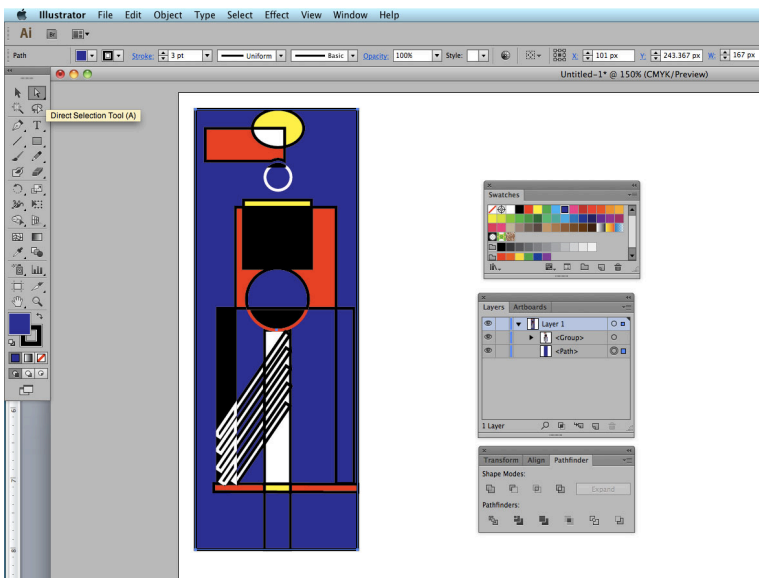 Illustrator File Edit Object Type Select Effect View Window Help
Ai Br
Path Stroke: 3 pt Uniform Basic Opacity: 100% Style: X: 101 px Y: 243.367 px W: 167 px
Untitled-1* @ 150% (CMYK/Preview)
Direct Selection Tool (A)
T
Swatches
Layers Artboards
Layer 1
<Group>
<Path>
1 Layer
Transform Align Pathfinder
Shape Modes:
Expand
Pathfinders: